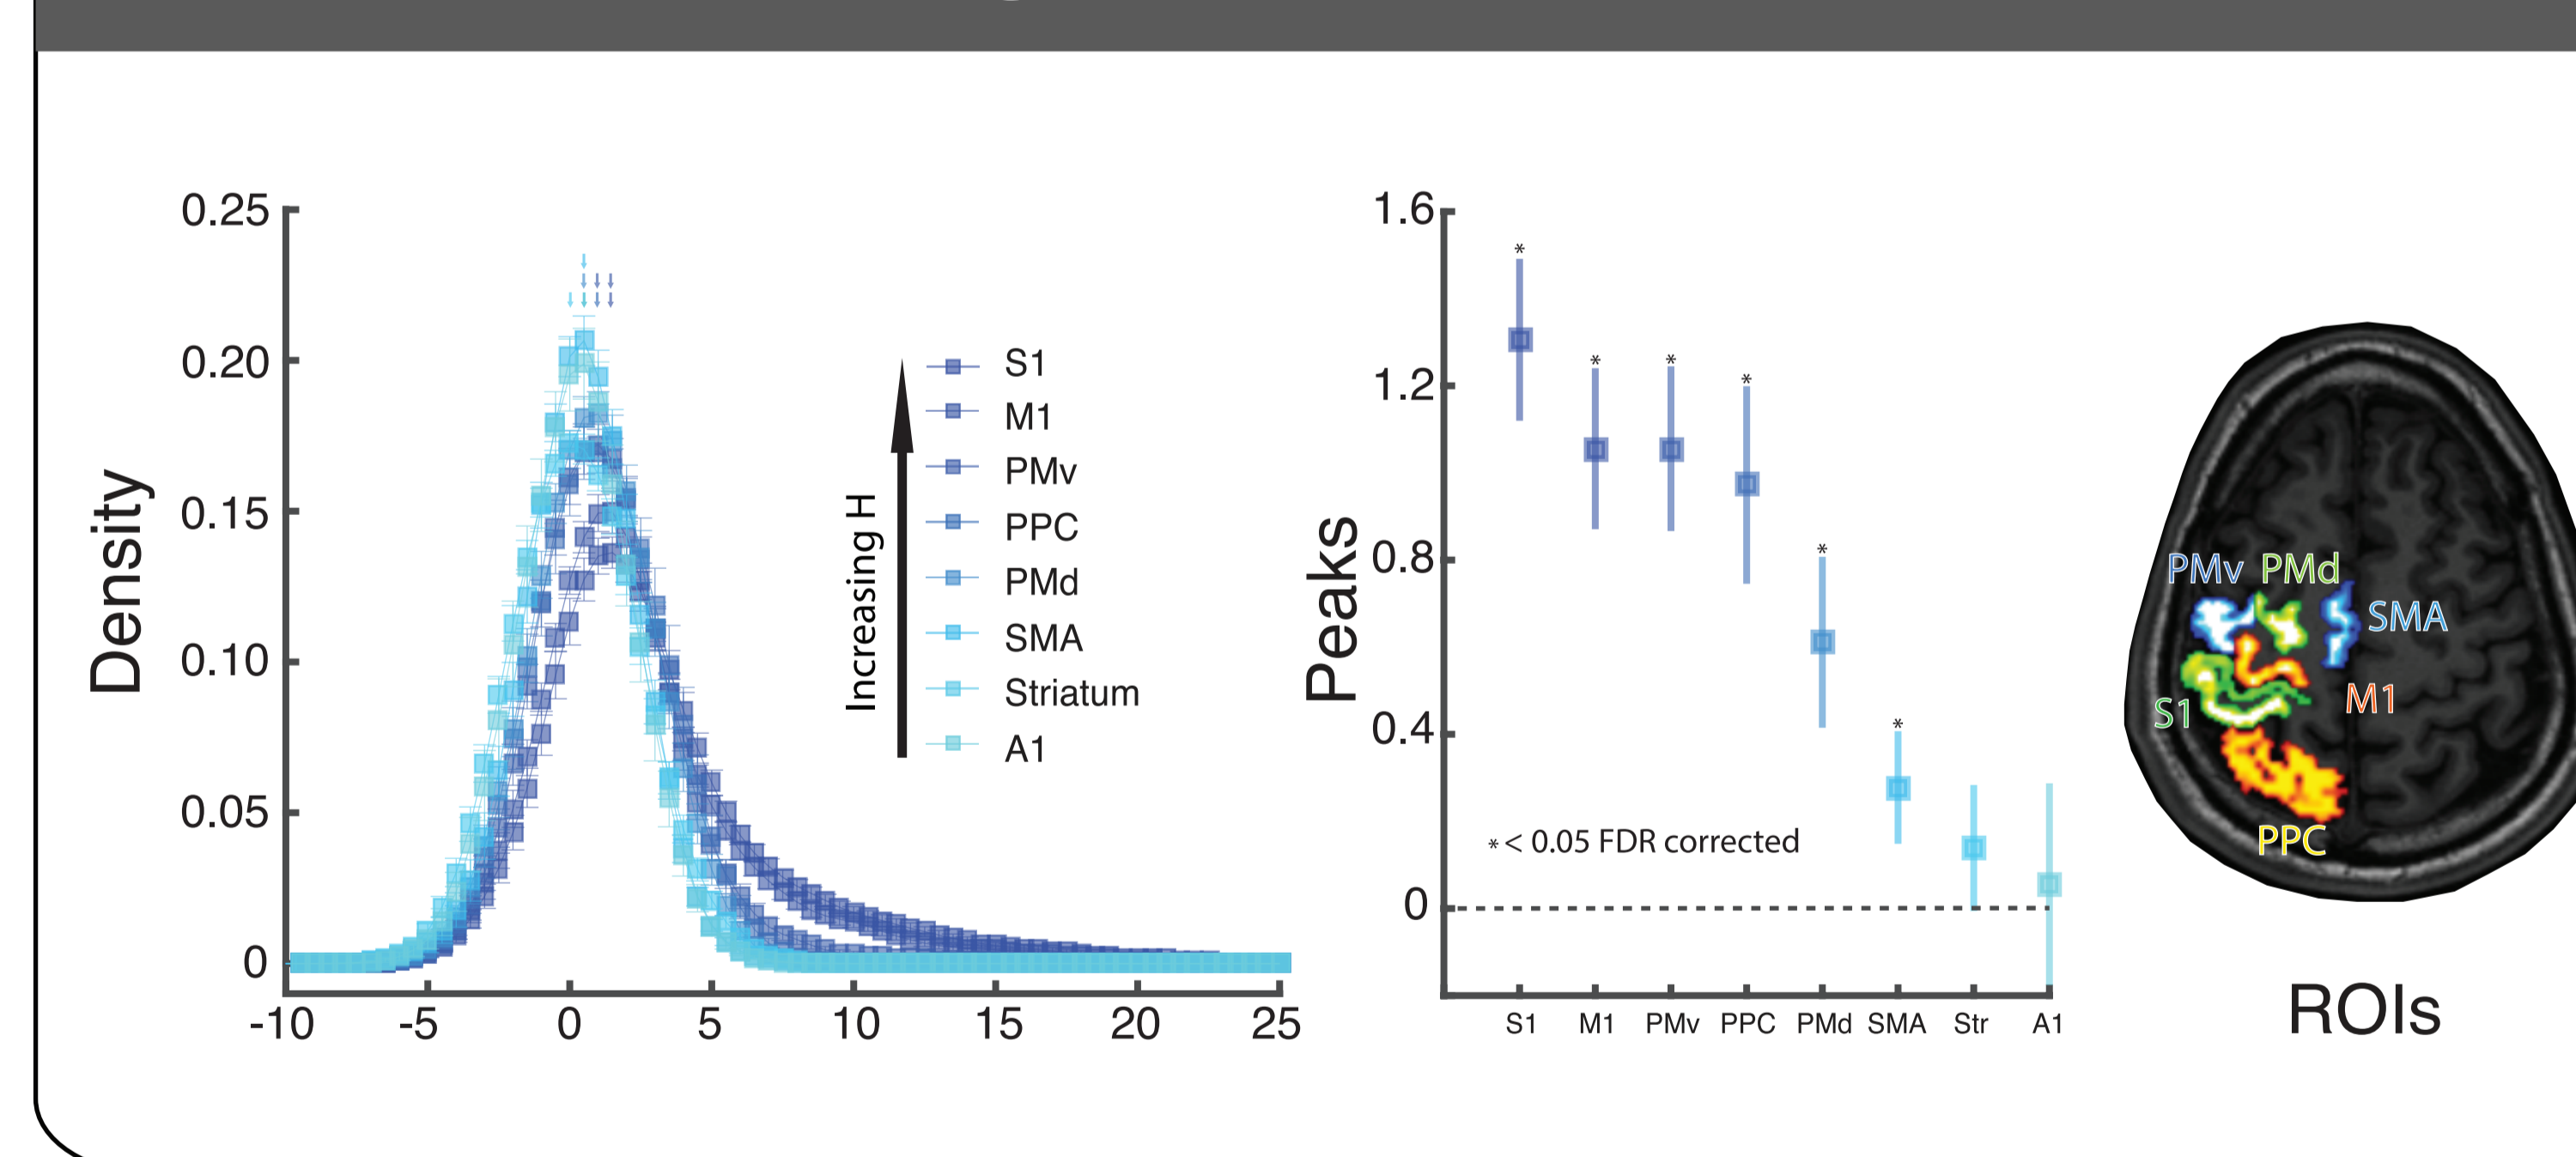 Density
0.25
0.20
0.15
0.10
0.05
0
-10 -5 0 5 10 15 20 25
Increasing H
S1
M1
PMv
PPC
PMd
SMA
Striatum
A1
Peaks
1.6
1.2
0.8
0.4
0
* * * * * *
*< 0.05 FDR corrected
S1 M1 PMv PPC PMd SMA Str A1
PMv PMd
SMA
M1
S1
PPC
ROIs